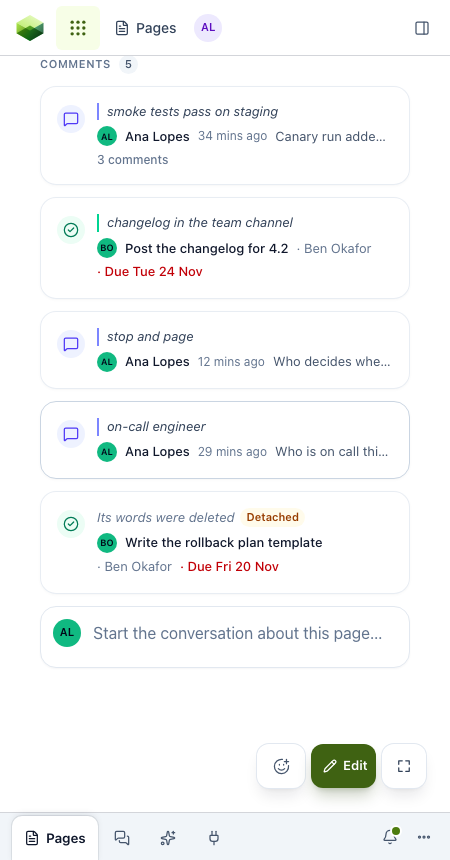 Pages AL
COMMENTS 5
smoke tests pass on staging
AL Ana Lopes 34 mins ago Canary run adde...
3 comments
changelog in the team channel
BO Post the changelog for 4.2 · Ben Okafor
· Due Tue 24 Nov
stop and page
AL Ana Lopes 12 mins ago Who decides whe...
on-call engineer
AL Ana Lopes 29 mins ago Who is on call thi...
Its words were deleted Detached
BO Write the rollback plan template
· Ben Okafor · Due Fri 20 Nov
AL Start the conversation about this page...
Edit
Pages